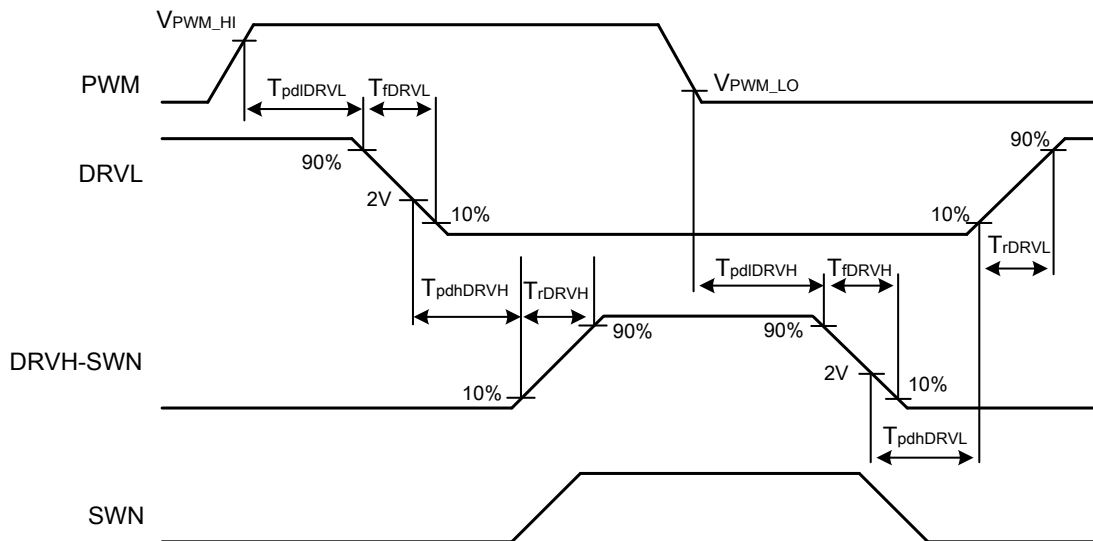 VPWM_HI
PWM
TpdlDRVL
TfDRVL
VPWM_LO
DRVL
90%
2V
10%
90%
10%
TrDRVL
TpdhDRVH
TrDRVH
TpdlDRVH
TfDRVH
DRVH-SWN
10%
90%
90%
2V
10%
TpdhDRVL
SWN